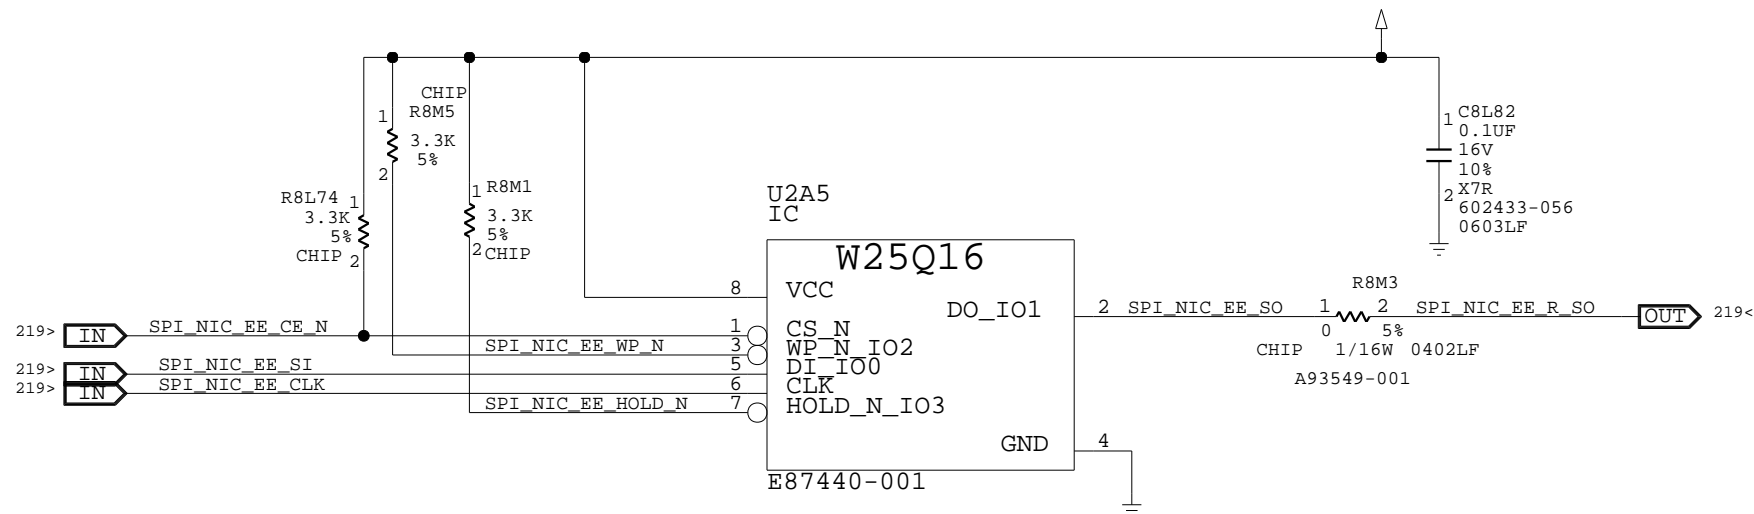 CHIP
R8M5
1
3.3K
5%
2
C8L82
1
0.1UF
16V
10%
X7R
2
602433-056
0603LF
R8L74 1
3.3K
5%
CHIP 2
1 R8M1
3.3K
5%
2 CHIP
U2A5
IC
W25Q16
8 VCC
DO_IO1 2 SPI_NIC_EE_SO
R8M3
1 2
0 5%
CHIP 1/16W 0402LF
A93549-001
SPI_NIC_EE_R_SO OUT 219<
219> IN SPI_NIC_EE_CE_N 1 CS_N
SPI_NIC_EE_WP_N 3 WP_N_IO2
219> IN SPI_NIC_EE_SI 5 DI_IO0
219> IN SPI_NIC_EE_CLK 6 CLK
SPI_NIC_EE_HOLD_N 7 HOLD_N_IO3
GND 4
E87440-001